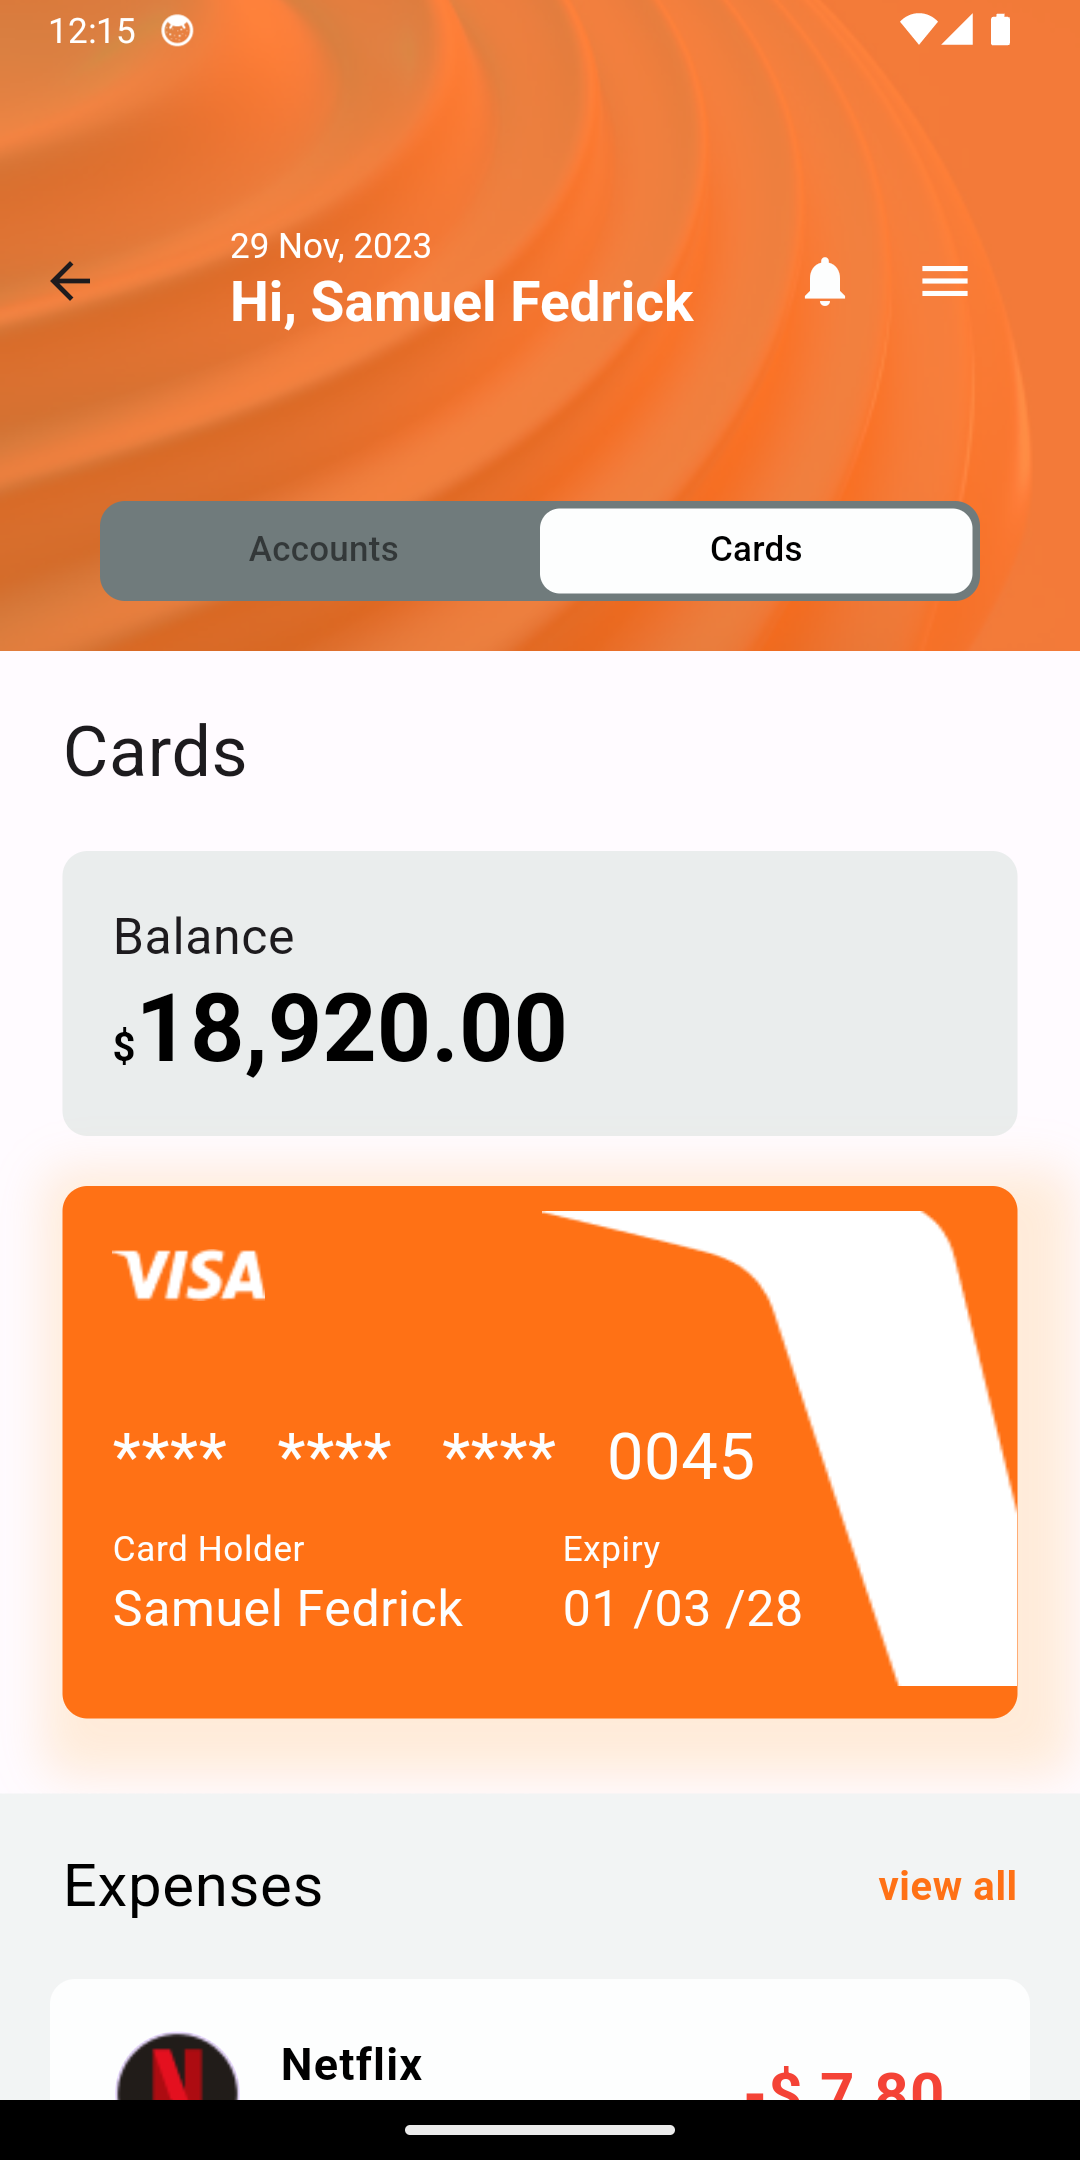 12:15
29 Nov, 2023
Hi, Samuel Fedrick
Accounts Cards
Cards
Balance
$18,920.00
VISA
**** **** **** 0045
Card Holder Expiry
Samuel Fedrick 01 /03 /28
Expenses view all
Netflix
-$ 7.80